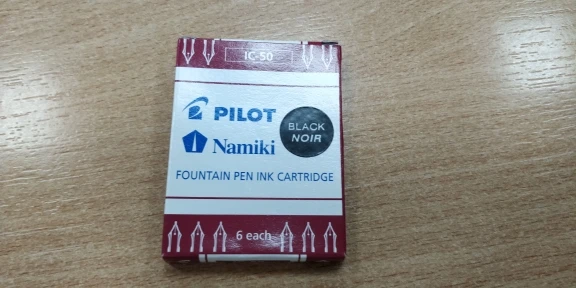 IC-50
PILOT
Namiki
BLACK
NOIR
FOUNTAIN PEN INK CARTRIDGE
6 each